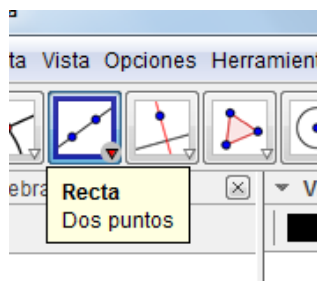 ta Vista Opciones Herramient
ebra
Recta
Dos puntos
V